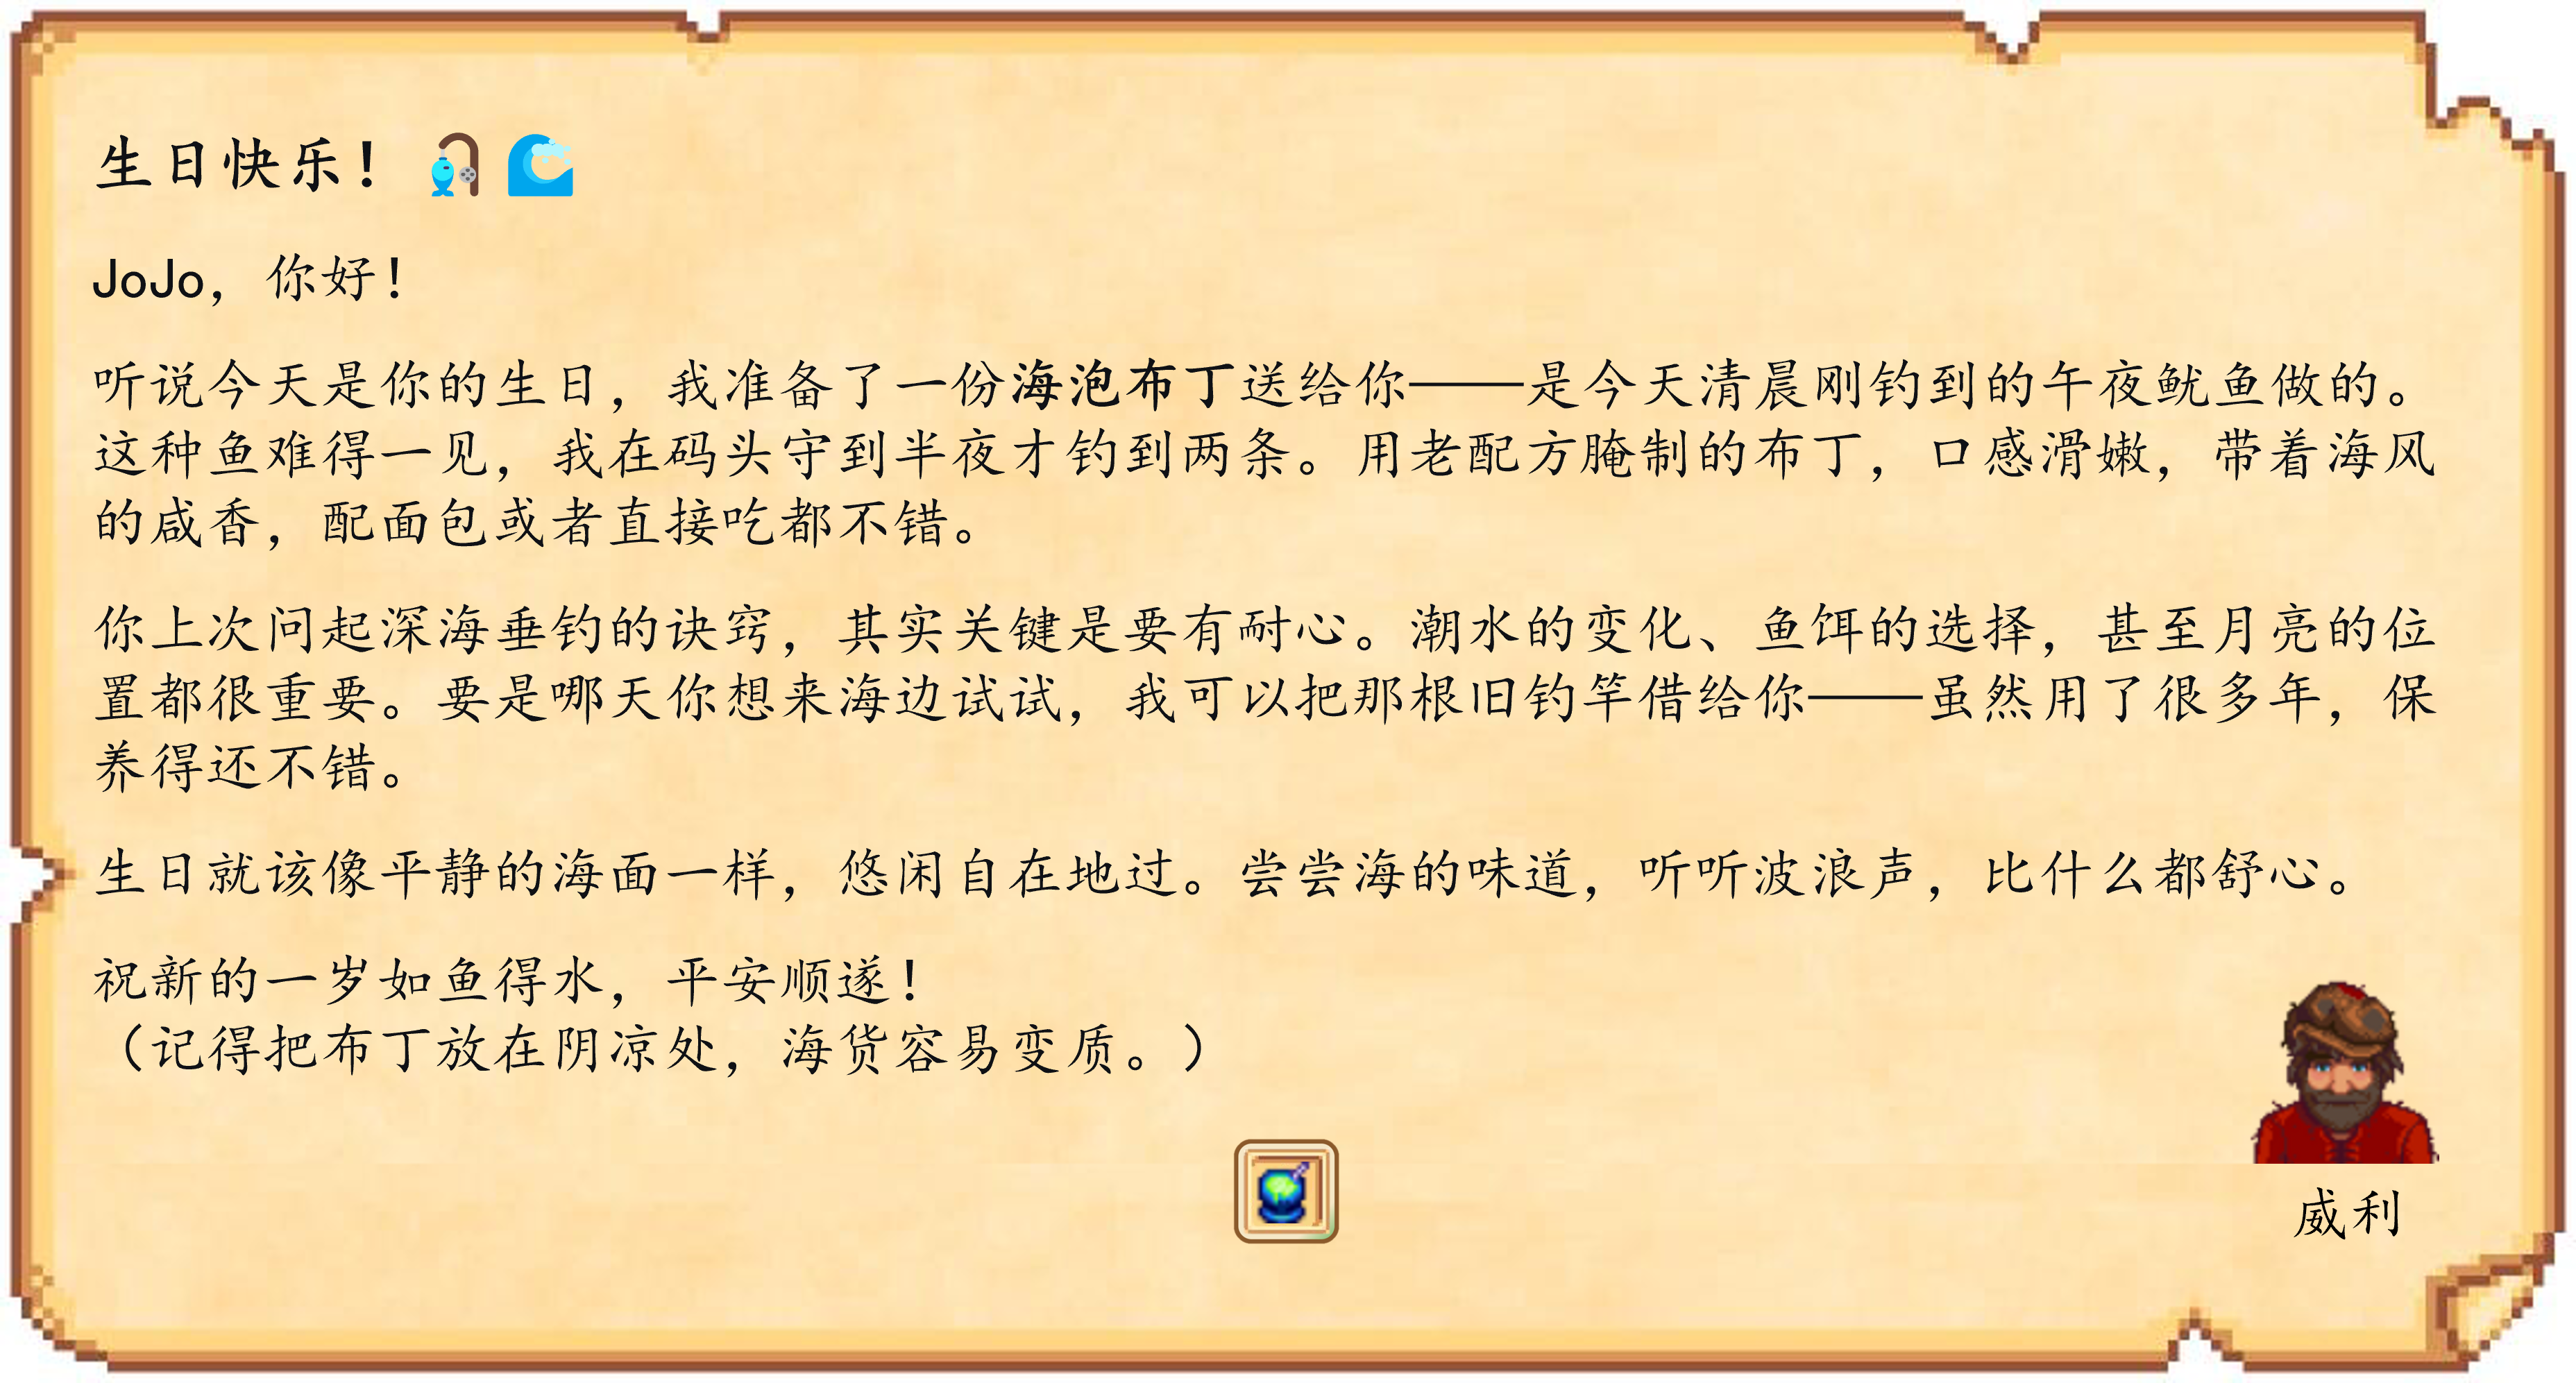 生日快乐！
JoJo，你好！
听说今天是你的生日，我准备了一份海泡布丁送给你——是今天清晨刚钓到的午夜鱿鱼做的。
这种鱼难得一见，我在码头守到半夜才钓到两条。用老配方腌制的布丁，口感滑嫩，带着海风
的咸香，配面包或者直接吃都不错。
你上次问起深海垂钓的诀窍，其实关键是要有耐心。潮水的变化、鱼饵的选择，甚至月亮的位
置都很重要。要是哪天你想来海边试试，我可以把那根旧钓竿借给你——虽然用了很多年，保
养得还不错。
生日就该像平静的海面一样，悠闲自在地过。尝尝海的味道，听听波浪声，比什么都舒心。
祝新的一岁如鱼得水，平安顺遂！
（记得把布丁放在阴凉处，海货容易变质。）
威利